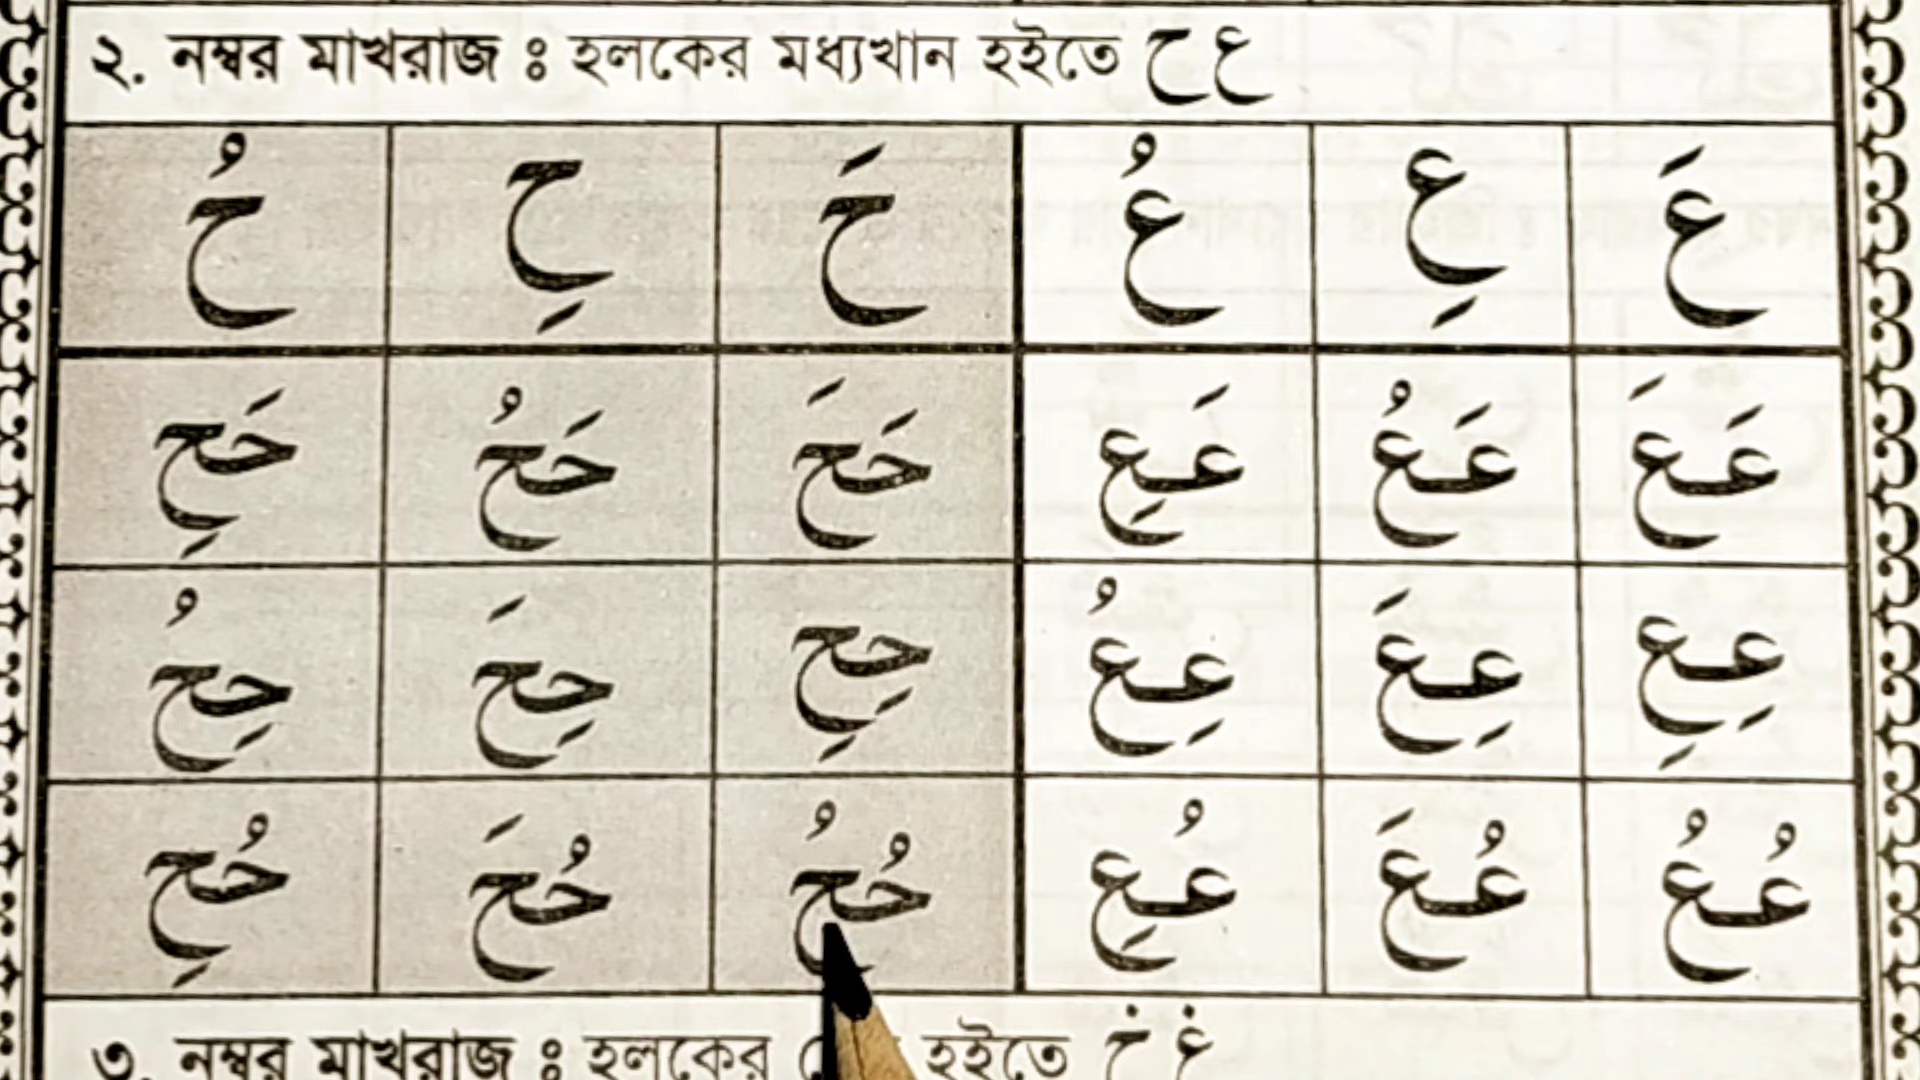 ২. নম্বর মাখরাজ ঃ হলকের মধ্যখান হইতে ع ح
عَ عِ عُ حَ حِ حُ
عَعَ عَعُ عَعِ حَحَ حَحُ حَحِ
عِعِ عِعَ عِعُ حِحِ حِحَ حِحُ
عُعُ عُعَ عُعِ حُحُ حُحَ حُحِ
৩. নম্বর মাখরাজ ঃ হলকের হইতে غ خ